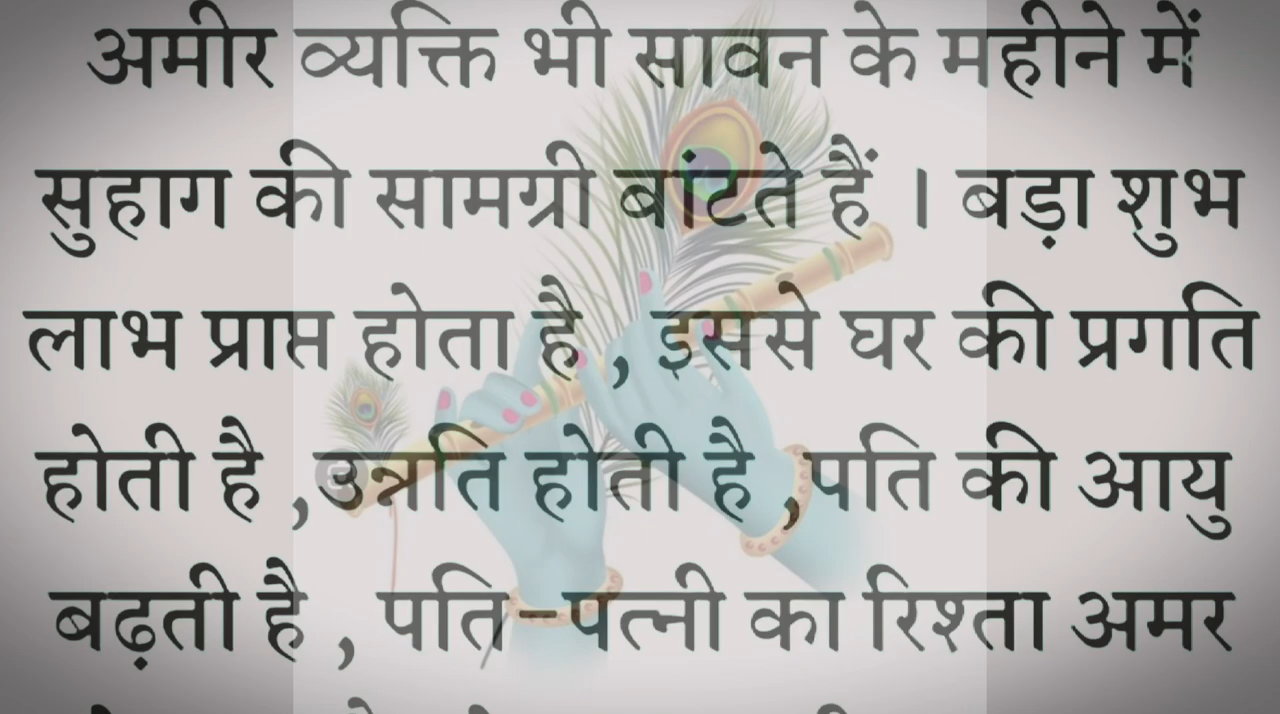 अमीर व्यक्ति भी सावन के महीने में
सुहाग की सामग्री बांटते हैं । बड़ा शुभ
लाभ प्राप्त होता है , इससे घर की प्रगति
होती है ,उन्नति होती है ,पति की आयु
बढ़ती है , पति-पत्नी का रिश्ता अमर